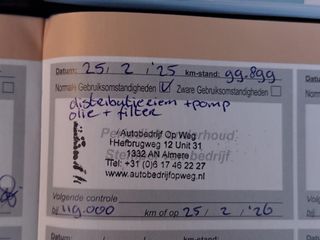 Datum: 25 / 2 / '25 km-stand: 99.899
Normale Gebruiksomstandigheden Zware Gebruiksomstandigheden
distributieriem + pomp
olie + filter
Autobedrijf Op Weg
Hefbrugweg 12 Unit 31
1332 AN Almere
Tel: +31 (0)6 17 46 22 27
www.autobedrijfopweg.nl
Volgende controle
bij 119.000 km of op 25 / 2 / '26